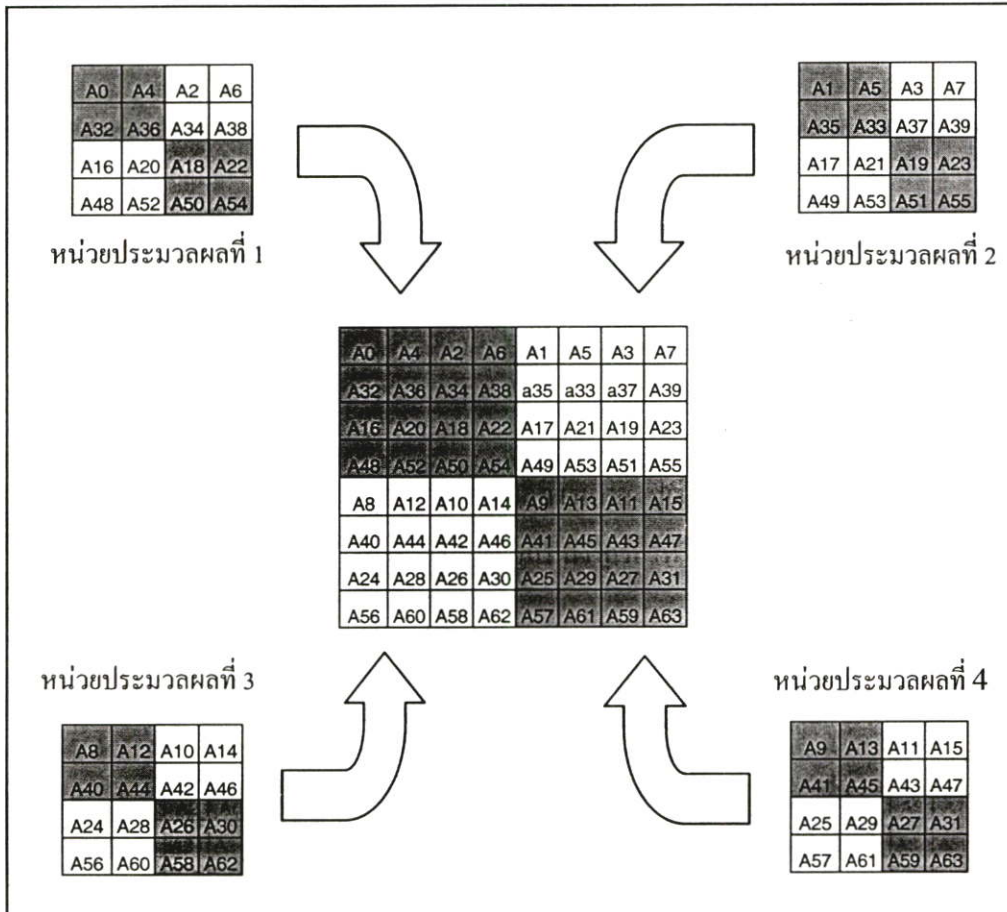 A0 A4 A2 A6
A32 A36 A34 A38
A16 A20 A18 A22
A48 A52 A50 A54
หน่วยประมวลผลที่ 1
A1 A5 A3 A7
A35 A33 A37 A39
A17 A21 A19 A23
A49 A53 A51 A55
หน่วยประมวลผลที่ 2
A0 A4 A2 A6 A1 A5 A3 A7
A32 A36 A34 A38 a35 a33 a37 A39
A16 A20 A18 A22 A17 A21 A19 A23
A48 A52 A50 A54 A49 A53 A51 A55
A8 A12 A10 A14 A9 A13 A11 A15
A40 A44 A42 A46 A41 A45 A43 A47
A24 A28 A26 A30 A25 A29 A27 A31
A56 A60 A58 A62 A57 A61 A59 A63
หน่วยประมวลผลที่ 3
A8 A12 A10 A14
A40 A44 A42 A46
A24 A28 A26 A30
A56 A60 A58 A62
หน่วยประมวลผลที่ 4
A9 A13 A11 A15
A41 A45 A43 A47
A25 A29 A27 A31
A57 A61 A59 A63